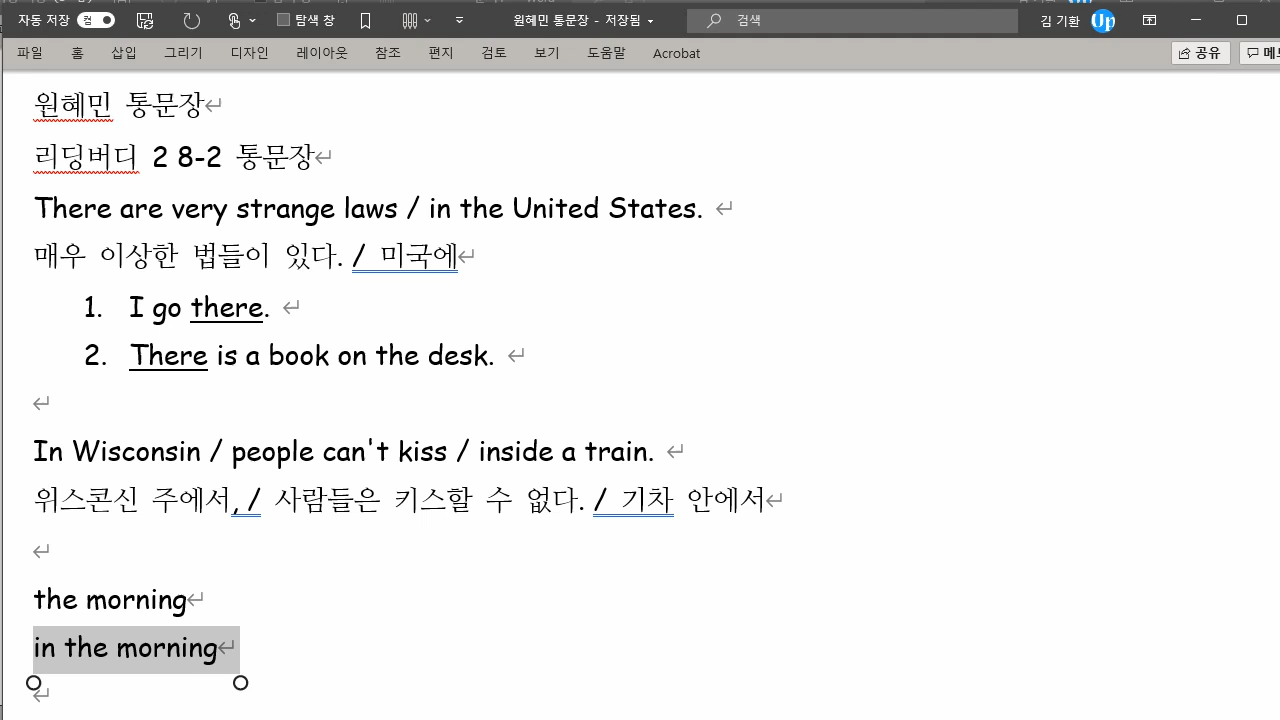 자동 저장 컴 탐색 창 원혜민 통문장 - 저장됨 검색 김 기환 Up
파일 홈 삽입 그리기 디자인 레이아웃 참조 편지 검토 보기 도움말 Acrobat 공유 메모
원혜민 통문장
리딩버디 2 8-2 통문장
There are very strange laws / in the United States.
매우 이상한 법들이 있다. / 미국에
1. I go there.
2. There is a book on the desk.
In Wisconsin / people can't kiss / inside a train.
위스콘신 주에서, / 사람들은 키스할 수 없다. / 기차 안에서
the morning
in the morning